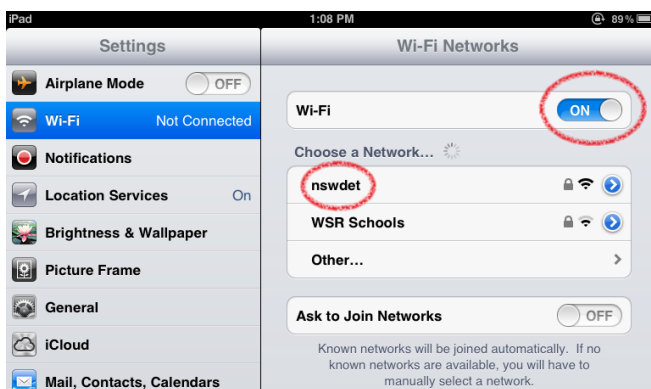 iPad 1:08 PM 89%
Settings
Wi-Fi Networks
Airplane Mode OFF
Wi-Fi Not Connected
Notifications
Location Services On
Brightness & Wallpaper
Picture Frame
General
iCloud
Mail, Contacts, Calendars
Wi-Fi ON
Choose a Network...
nswdet
WSR Schools
Other...
Ask to Join Networks OFF
Known networks will be joined automatically. If no
known networks are available, you will have to
manually select a network.